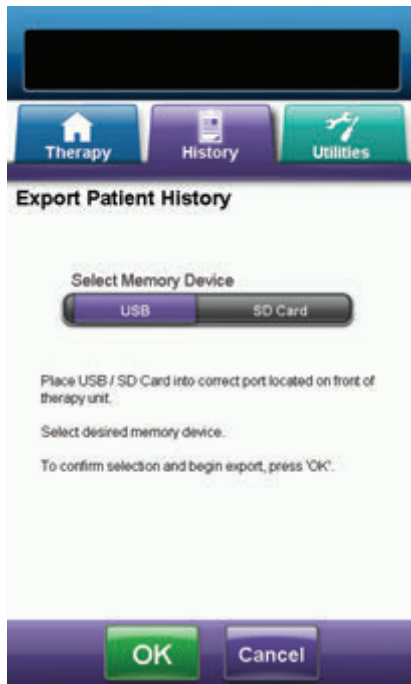 Therapy History Utilities
Export Patient History
Select Memory Device
USB SD Card
Place USB / SD Card into correct port located on front of
therapy unit.
Select desired memory device.
To confirm selection and begin export, press 'OK'.
OK Cancel